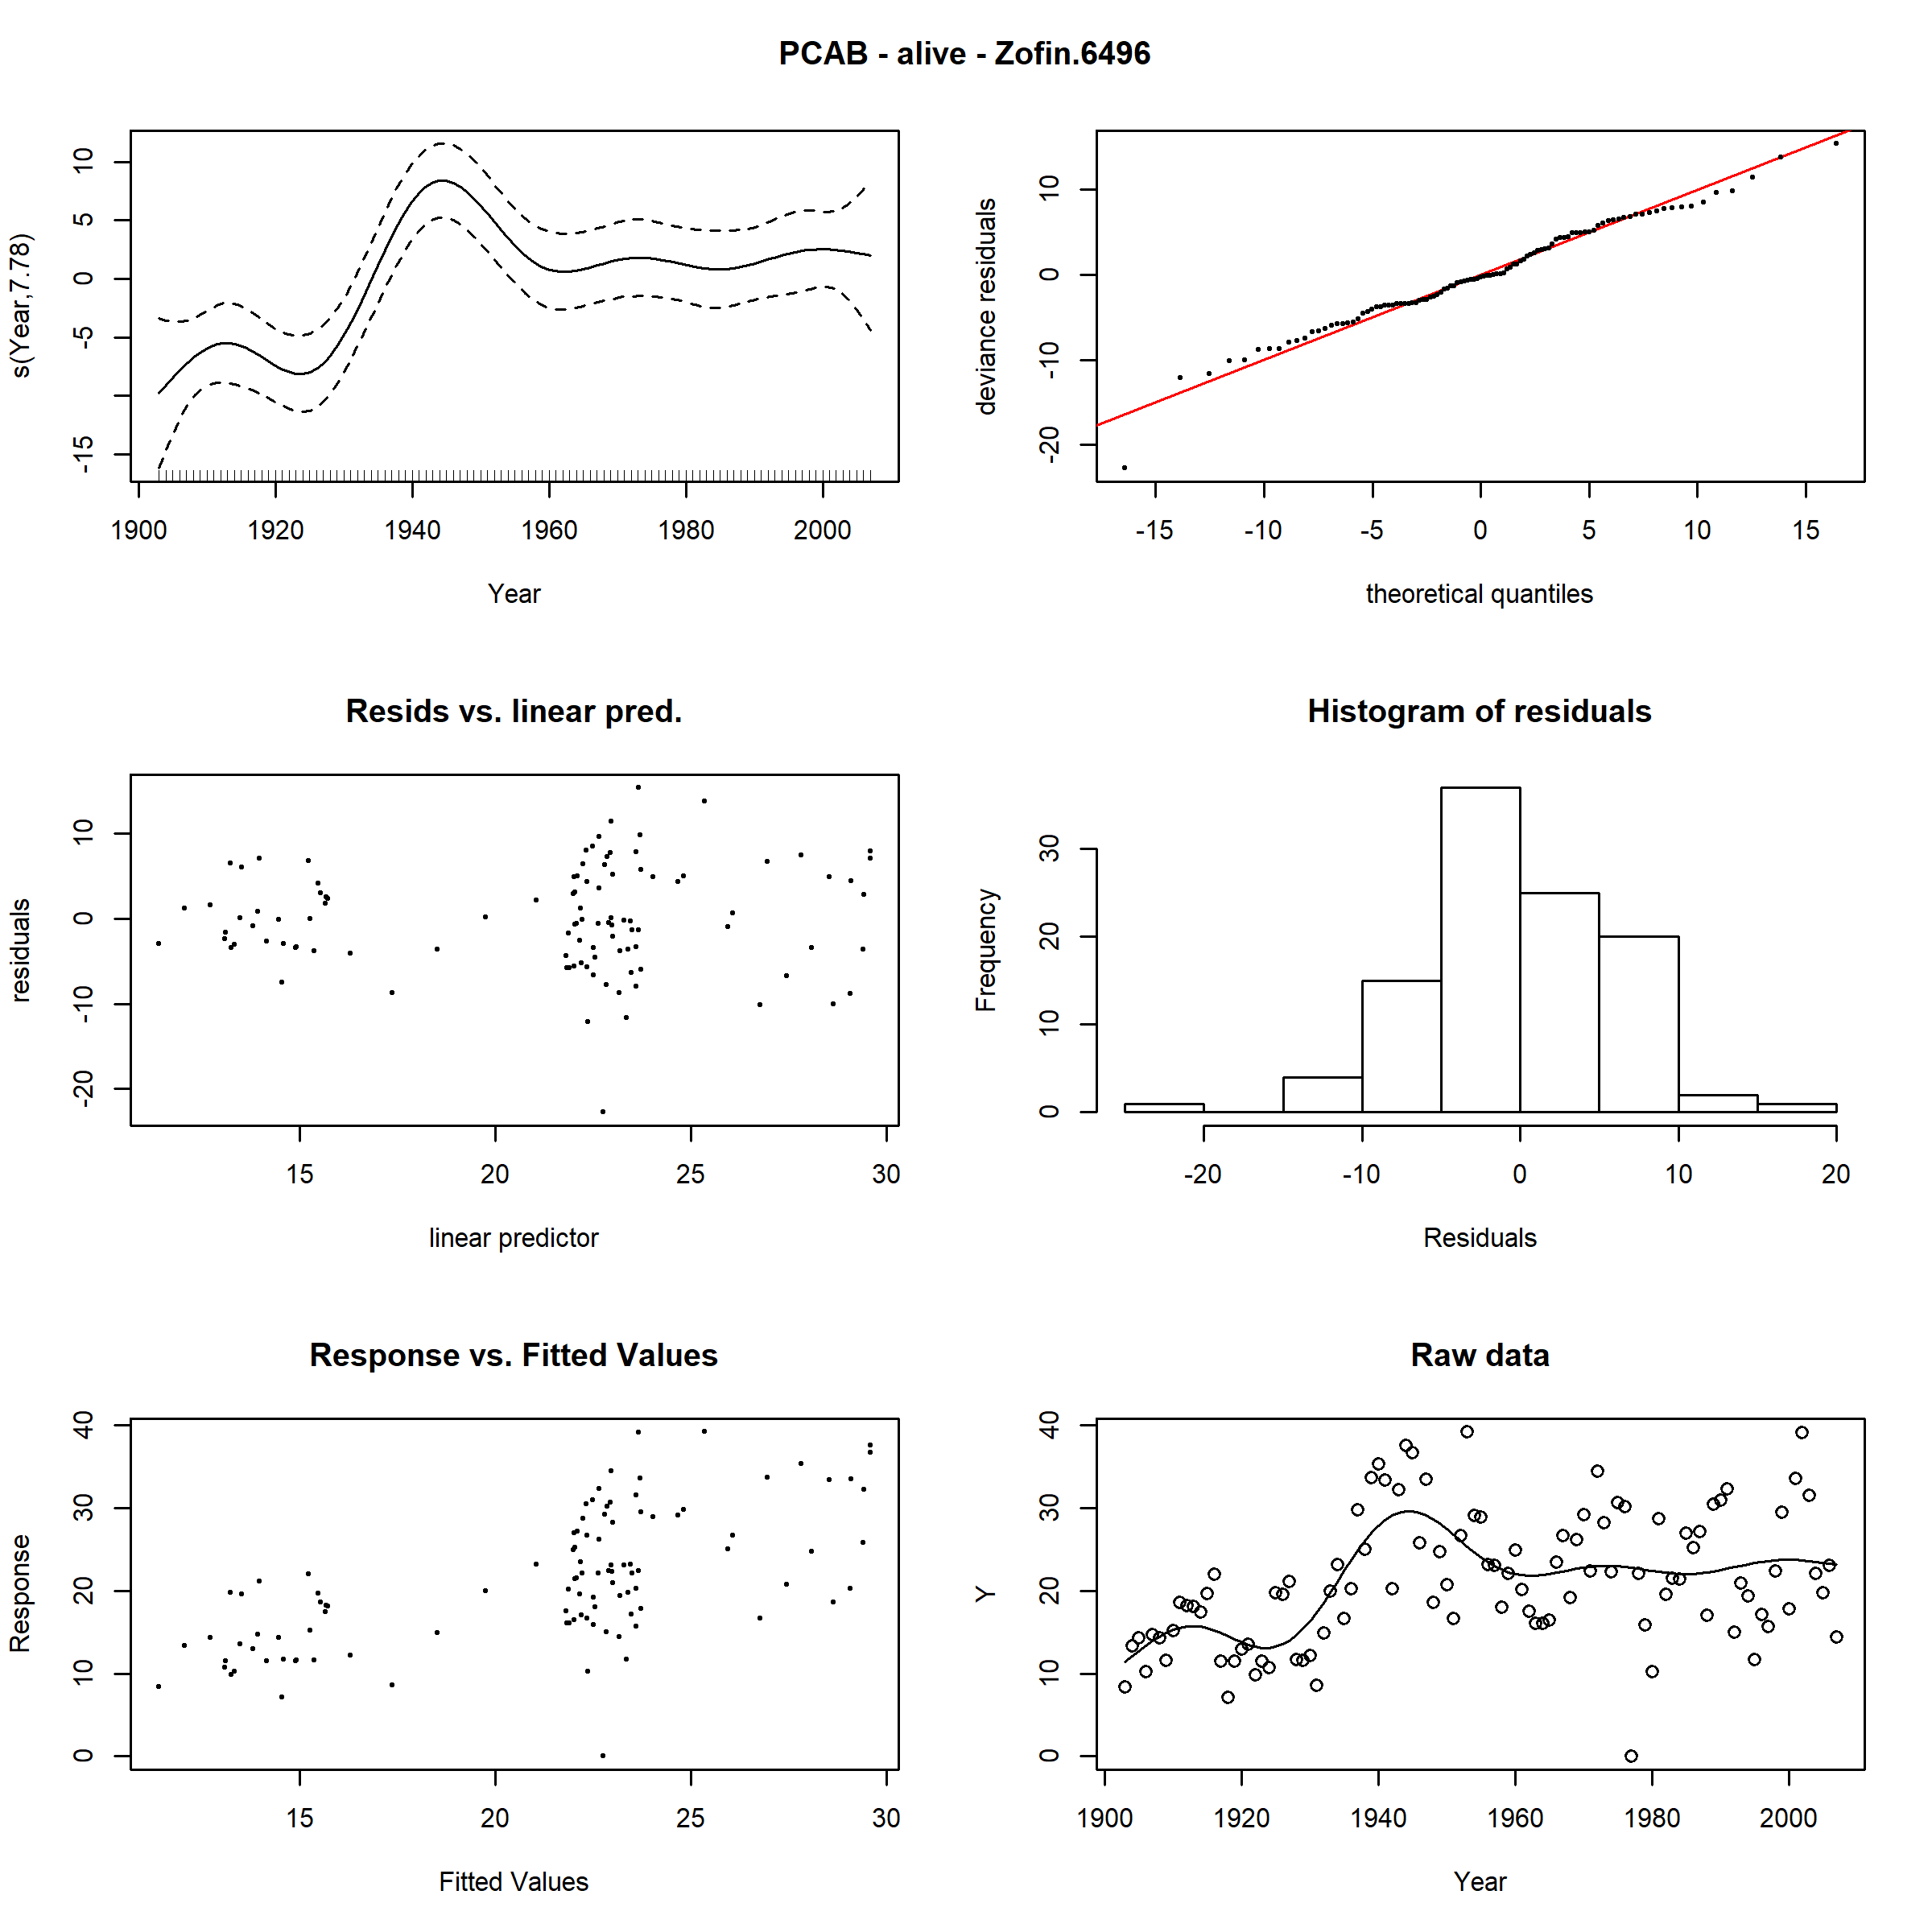 PCAB - alive - Zofin.6496
s(Year,7.78)
10
5
0
-5
-15
1900 1920 1940 1960 1980 2000
Year
deviance residuals
10
0
-10
-20
-15 -10 -5 0 5 10 15
theoretical quantiles
Resids vs. linear pred.
residuals
10
0
-10
-20
15 20 25 30
linear predictor
Histogram of residuals
Frequency
30
20
10
0
-20 -10 0 10 20
Residuals
Response vs. Fitted Values
Response
40
30
20
10
0
15 20 25 30
Fitted Values
Raw data
Y
40
30
20
10
0
1900 1920 1940 1960 1980 2000
Year